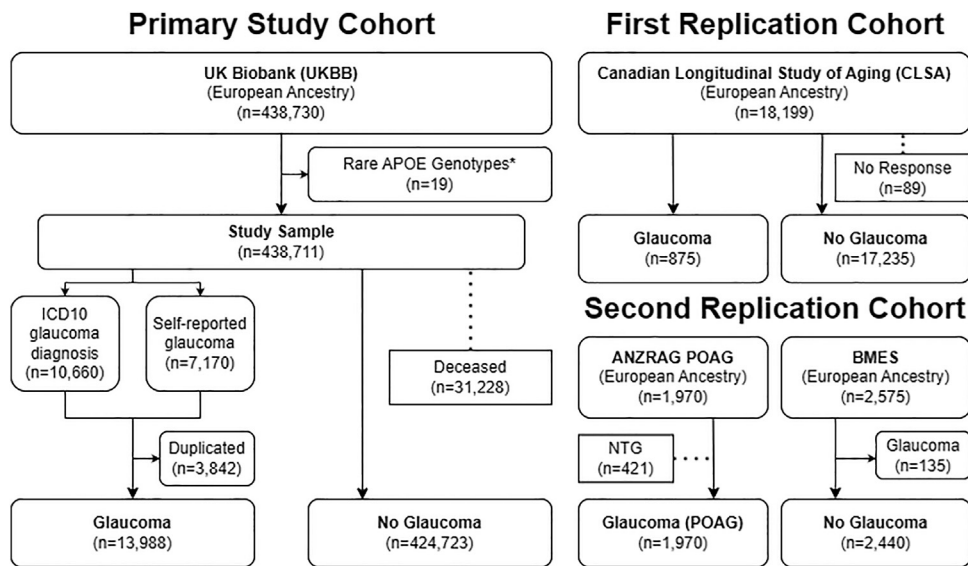 Primary Study Cohort
UK Biobank (UKBB)
(European Ancestry)
(n=438,730)
Rare APOE Genotypes*
(n=19)
Study Sample
(n=438,711)
ICD10
glaucoma
diagnosis
(n=10,660)
Self-reported
glaucoma
(n=7,170)
Deceased
(n=31,228)
Duplicated
(n=3,842)
Glaucoma
(n=13,988)
No Glaucoma
(n=424,723)
First Replication Cohort
Canadian Longitudinal Study of Aging (CLSA)
(European Ancestry)
(n=18,199)
No Response
(n=89)
Glaucoma
(n=875)
No Glaucoma
(n=17,235)
Second Replication Cohort
ANZRAG POAG
(European Ancestry)
(n=1,970)
BMES
(European Ancestry)
(n=2,575)
NTG
(n=421)
Glaucoma
(n=135)
Glaucoma (POAG)
(n=1,970)
No Glaucoma
(n=2,440)